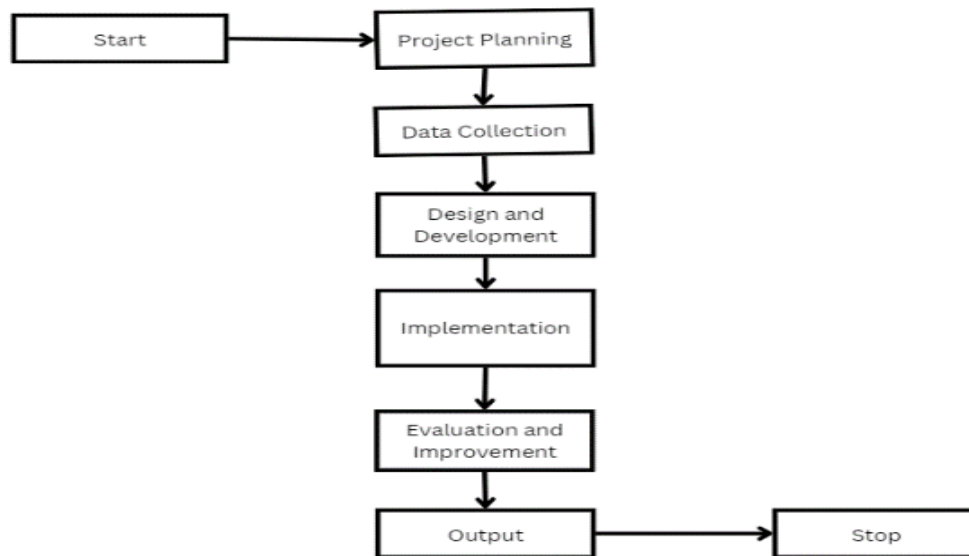 Start
Project Planning
Data Collection
Design and
Development
Implementation
Evaluation and
Improvement
Output
Stop